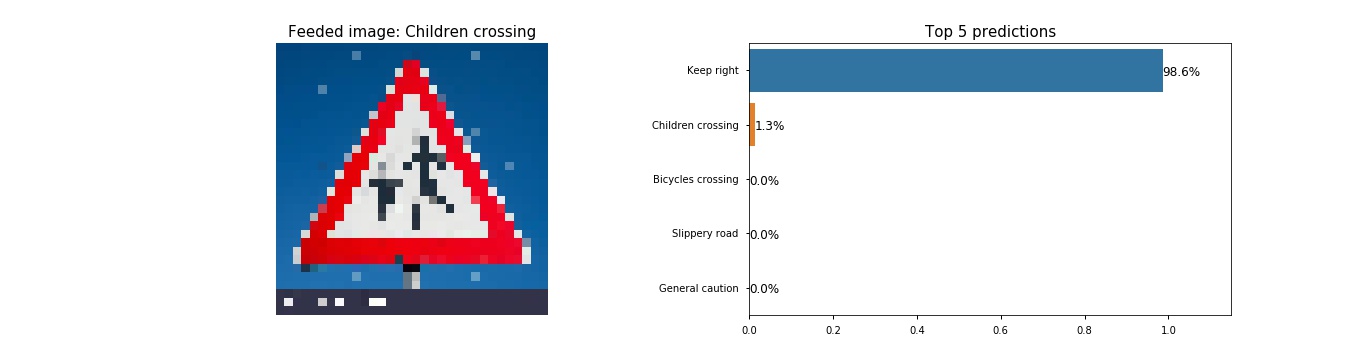 Feeded image: Children crossing
Top 5 predictions
Keep right
98.6%
Children crossing
1.3%
Bicycles crossing
0.0%
Slippery road
0.0%
General caution
0.0%
0.0 0.2 0.4 0.6 0.8 1.0